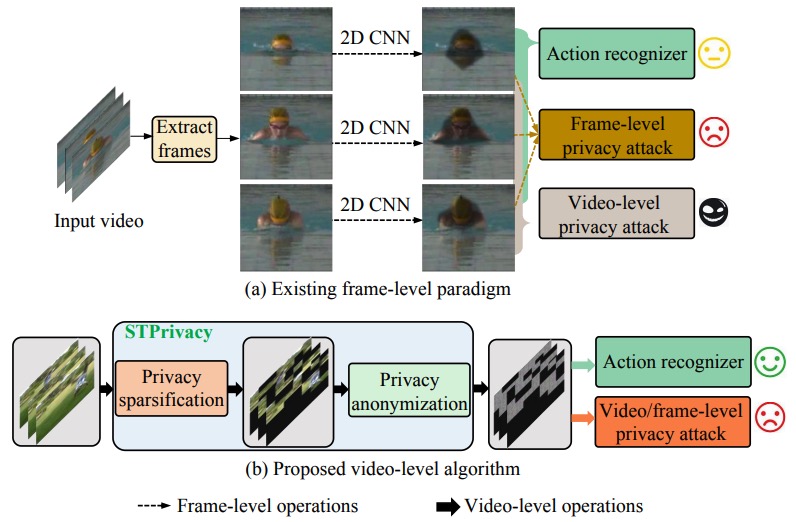 2D CNN
Action recognizer
Extract
frames
2D CNN
Frame-level
privacy attack
2D CNN
Video-level
privacy attack
Input video
(a) Existing frame-level paradigm
STPrivacy
Privacy
sparsification
Privacy
anonymization
Action recognizer
Video/frame-level
privacy attack
(b) Proposed video-level algorithm
Frame-level operations
Video-level operations